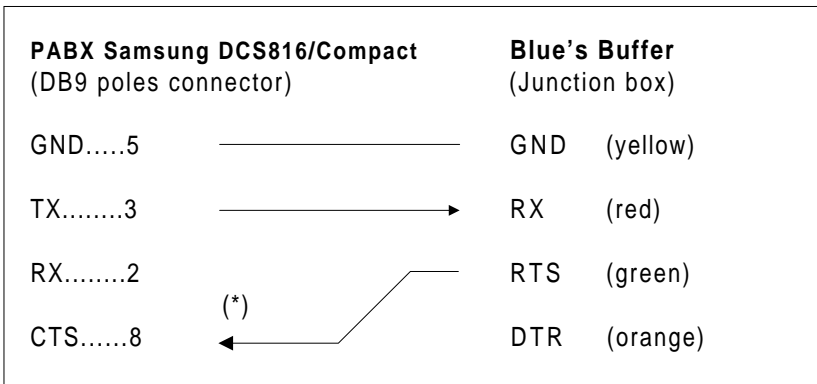 PABX Samsung DCS816/Compact Blue's Buffer
(DB9 poles connector) (Junction box)
GND.....5 GND (yellow)
TX........3 RX (red)
RX........2 RTS (green)
(*)
CTS......8 DTR (orange)